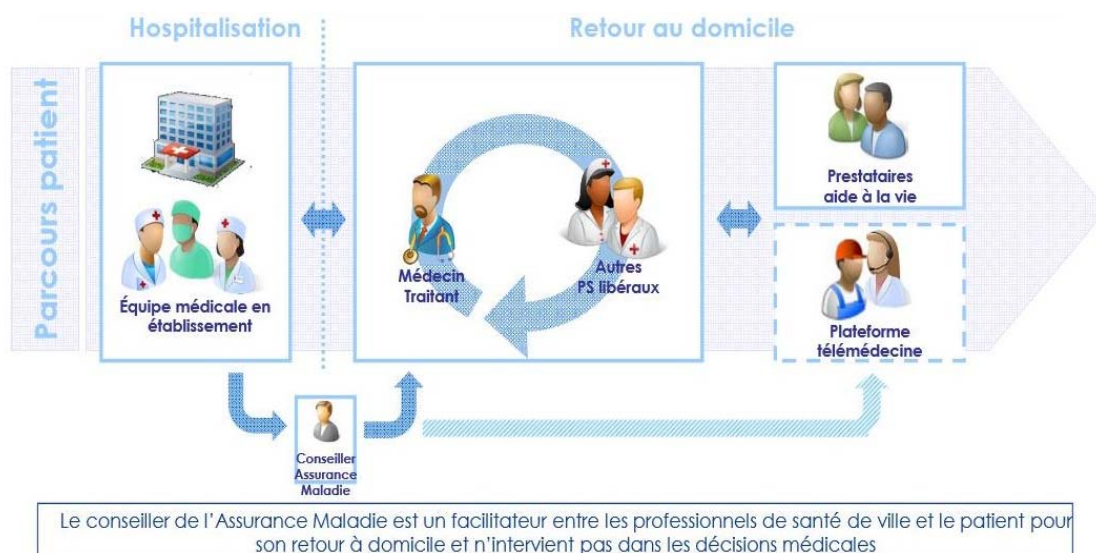 Hospitalisation
Retour au domicile
Parcours patient
Équipe médicale en
établissement
Médecin
Traitant
Autres
PS libéraux
Prestataires
aide à la vie
Plateforme
télémédecine
Conseiller
Assurance
Maladie
Le conseiller de l'Assurance Maladie est un facilitateur entre les professionnels de santé de ville et le patient pour
son retour à domicile et n'intervient pas dans les décisions médicales